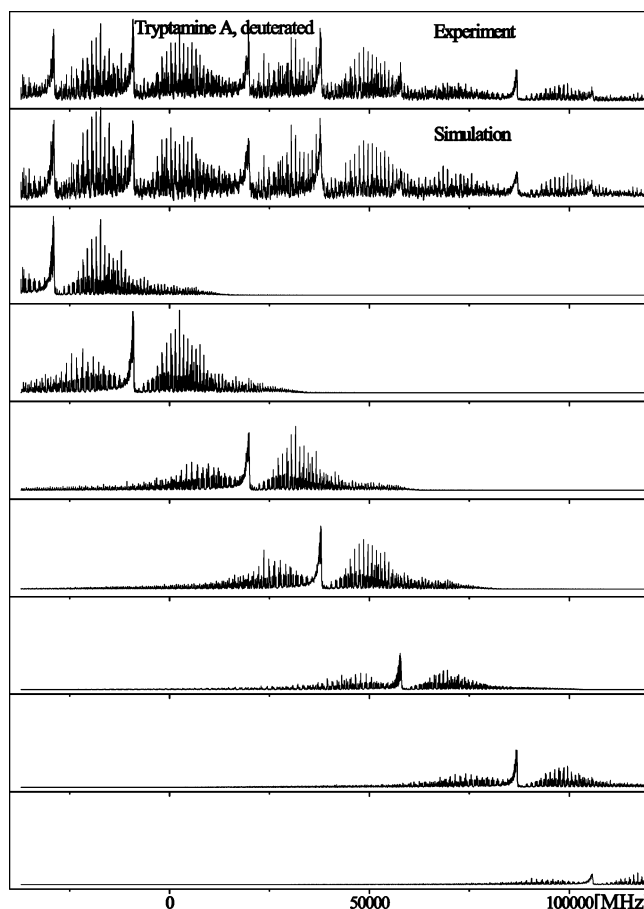 Tryptamine A, deuterated
Experiment
Simulation
0
50000
100000[MHz